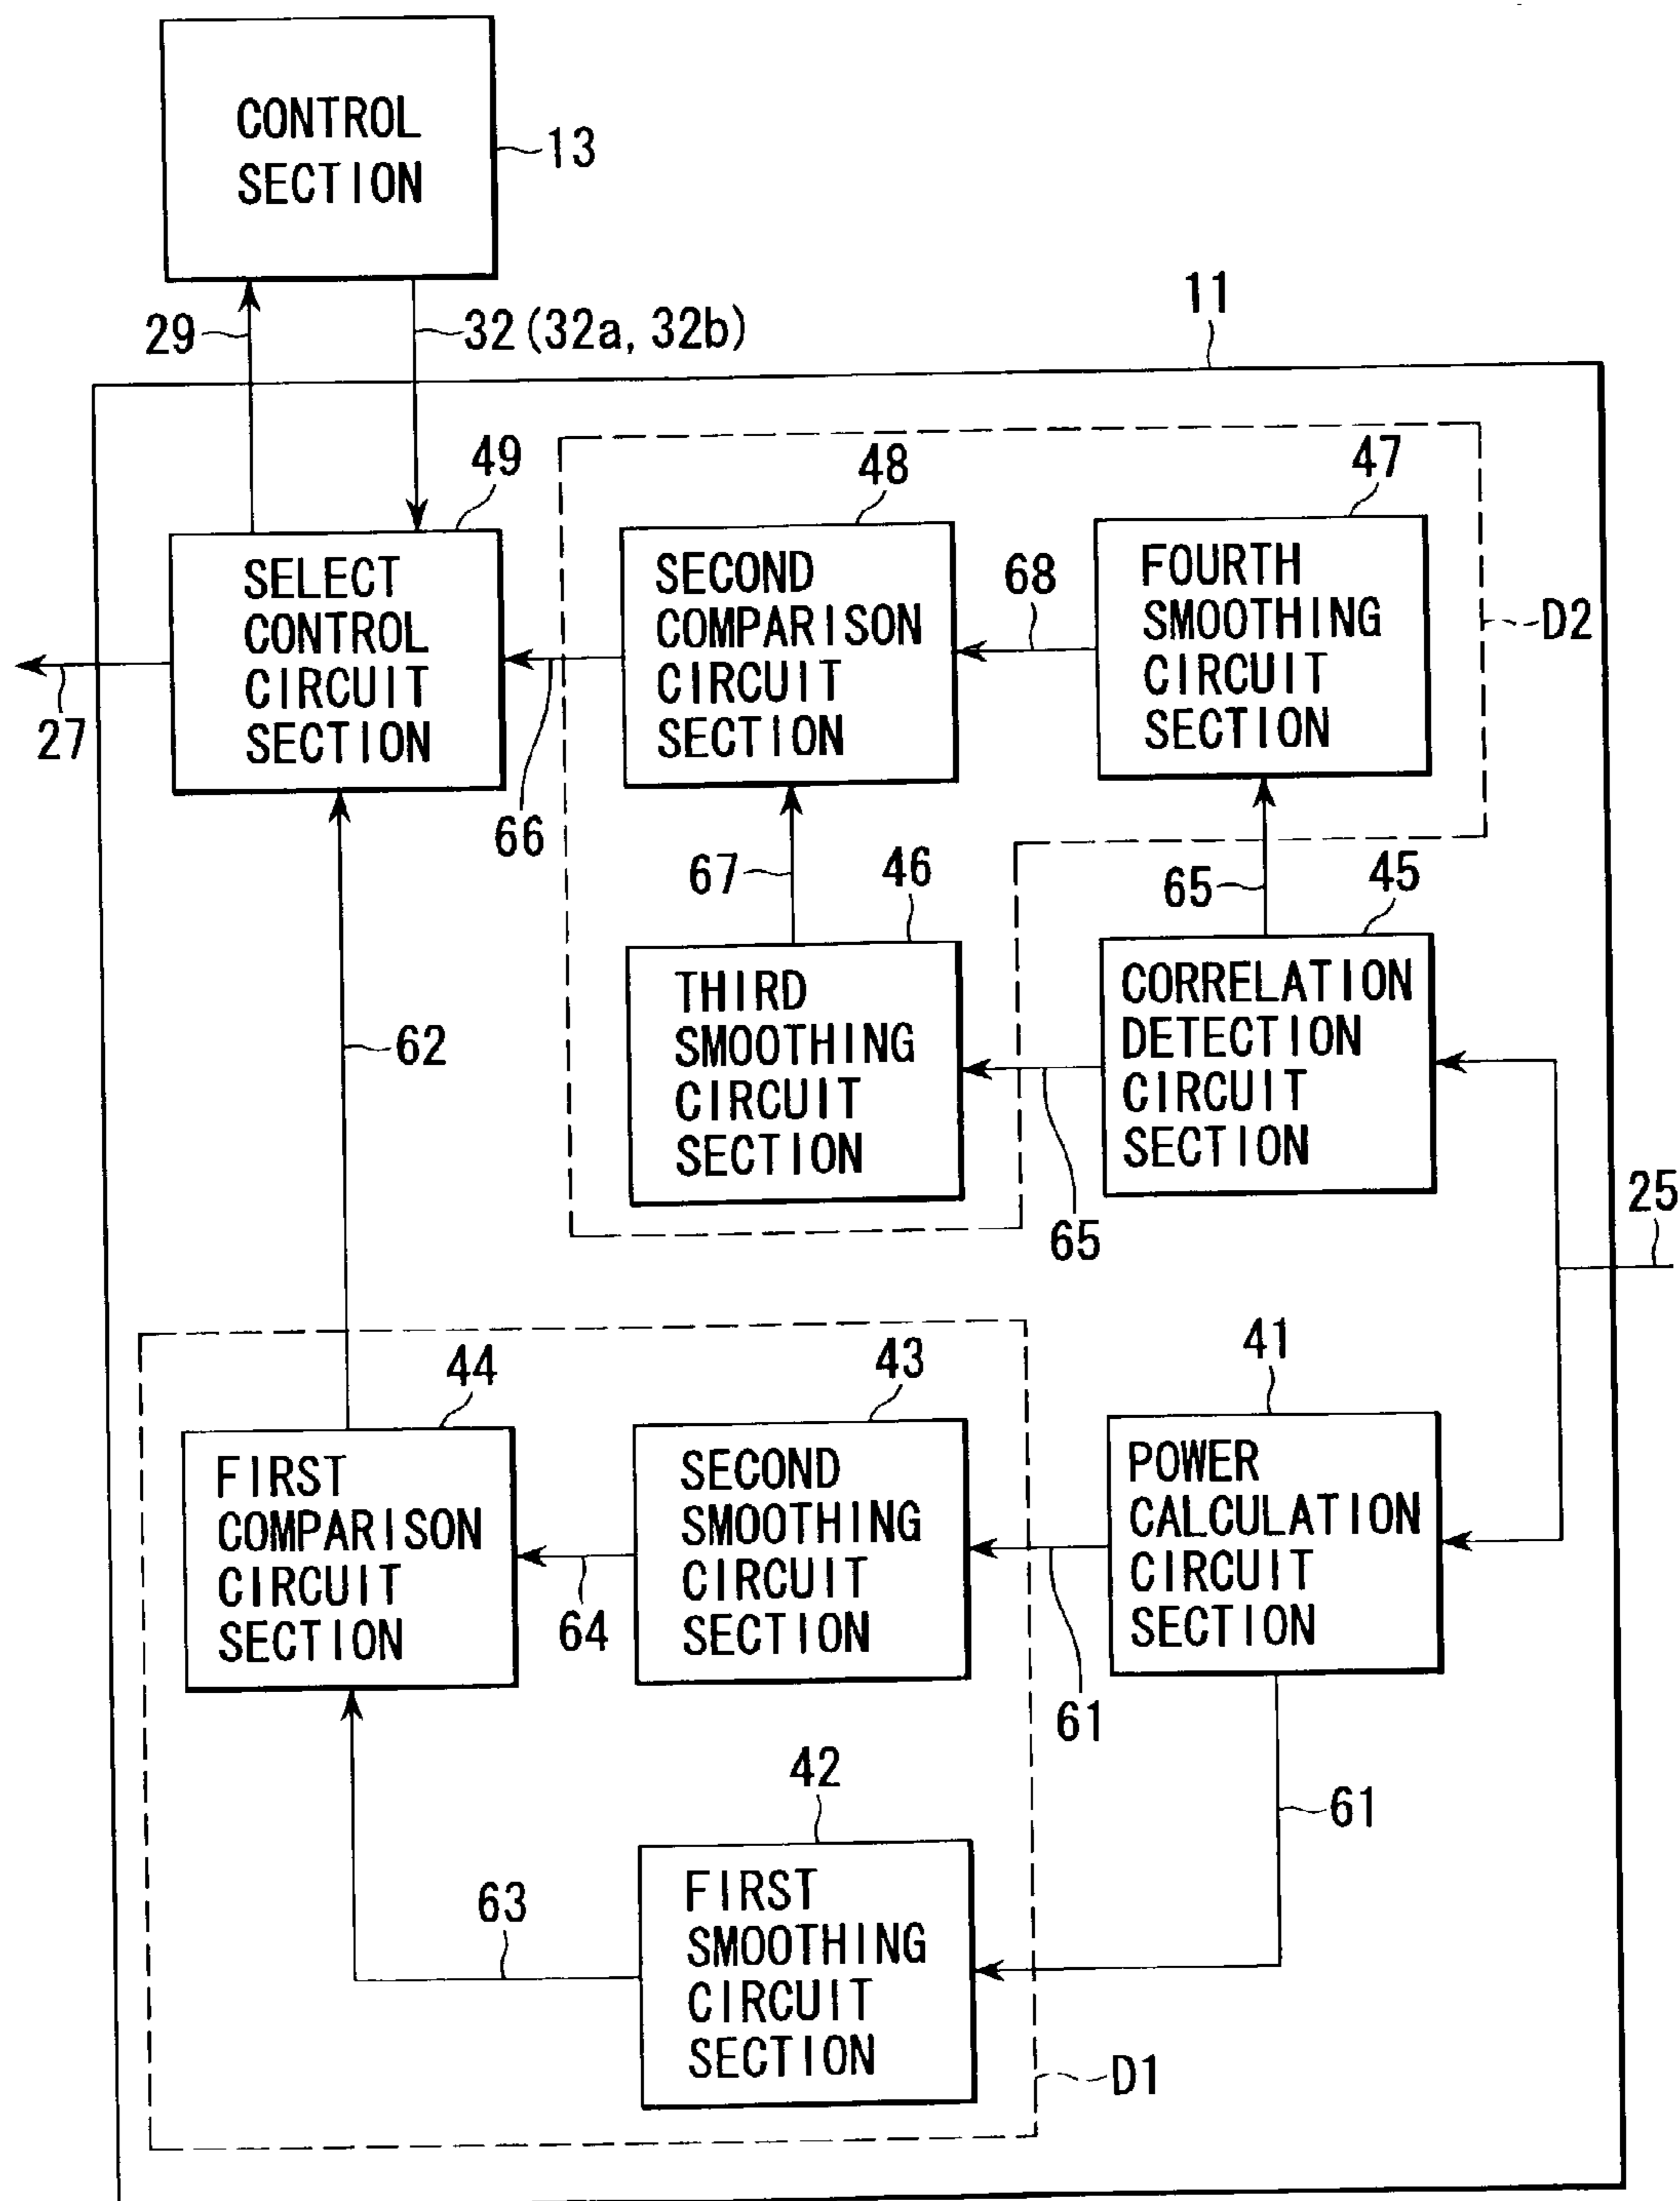 CONTROL
SECTION
13
11
29
32 (32a, 32b)
49
48
47
SELECT
CONTROL
CIRCUIT
SECTION
SECOND
COMPARISON
CIRCUIT
SECTION
68
FOURTH
SMOOTHING
CIRCUIT
SECTION
D2
27
66
67
46
65
45
62
THIRD
SMOOTHING
CIRCUIT
SECTION
CORRELATION
DETECTION
CIRCUIT
SECTION
65
25
44
43
41
FIRST
COMPARISON
CIRCUIT
SECTION
64
SECOND
SMOOTHING
CIRCUIT
SECTION
61
POWER
CALCULATION
CIRCUIT
SECTION
42
61
63
FIRST
SMOOTHING
CIRCUIT
SECTION
D1